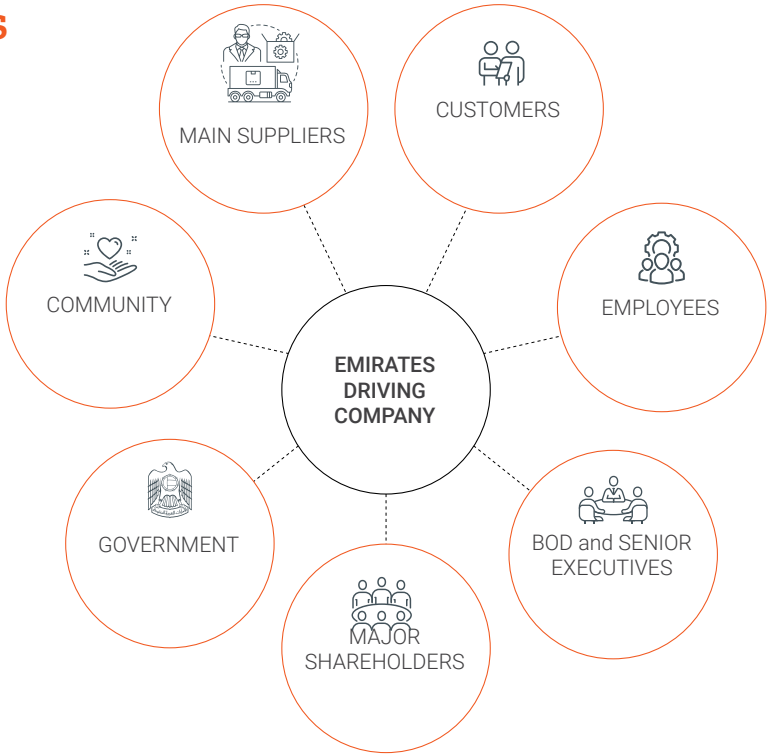 S
MAIN SUPPLIERS
CUSTOMERS
COMMUNITY
EMPLOYEES
EMIRATES
DRIVING
COMPANY
GOVERNMENT
BOD and SENIOR
EXECUTIVES
MAJOR
SHAREHOLDERS